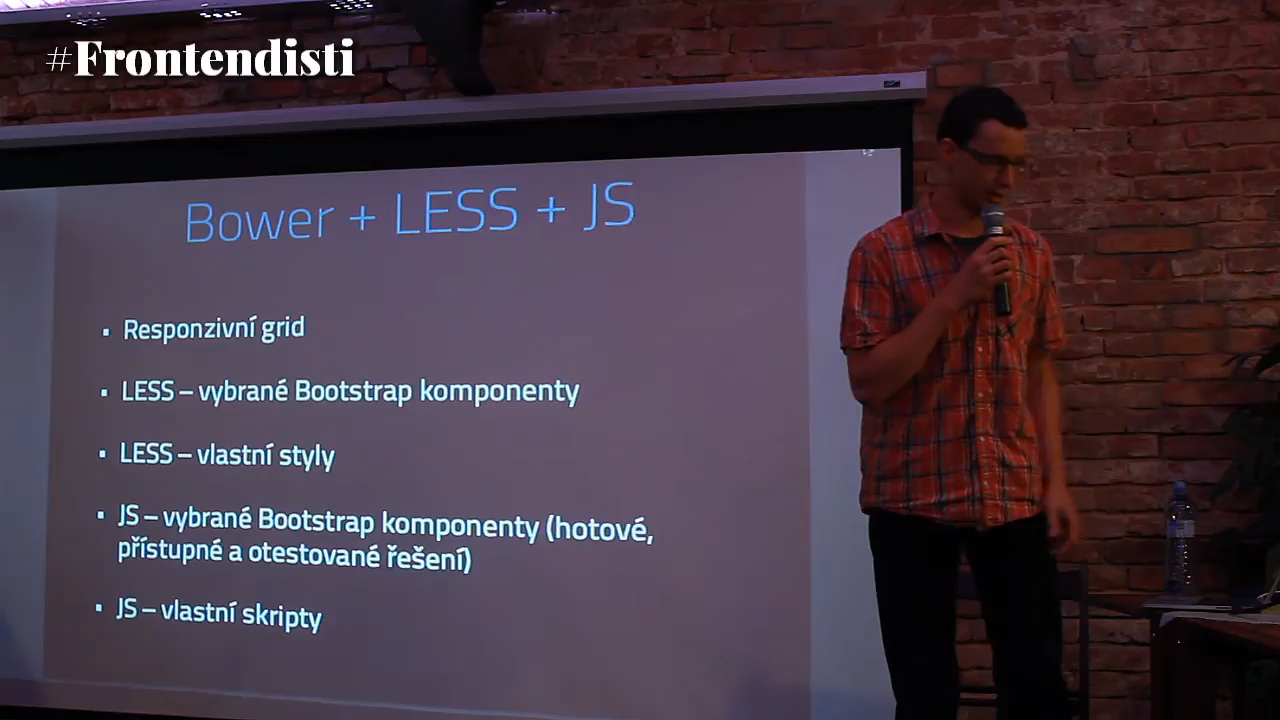 #Frontendisti
Bower + LESS + JS
▪ Responzivní grid
▪ LESS – vybrané Bootstrap komponenty
▪ LESS – vlastní styly
▪ JS – vybrané Bootstrap komponenty (hotové,
přístupné a otestované řešení)
▪ JS – vlastní skripty